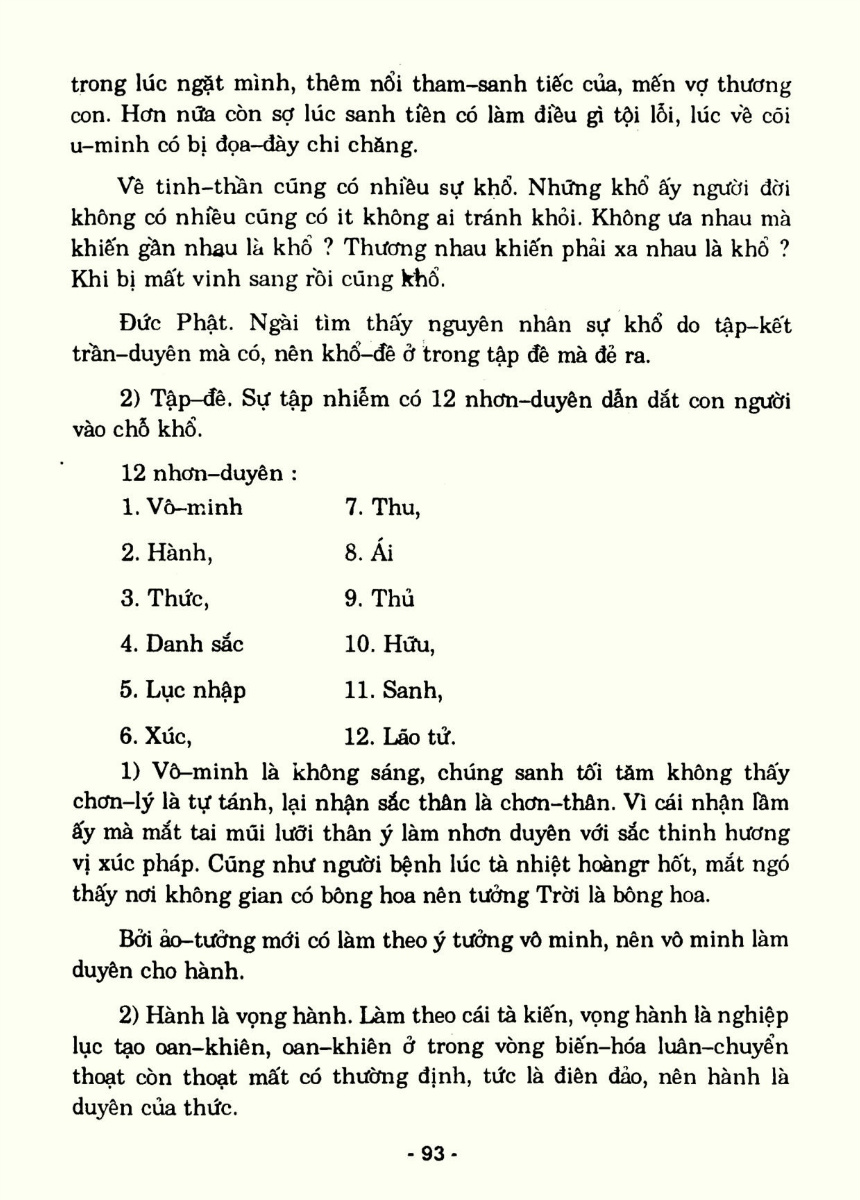 trong lúc ngặt mình, thêm nổi tham–sanh tiếc của, mến vợ thương
con. Hơn nữa còn sợ lúc sanh tiền có làm điều gì tội lỗi, lúc về cõi
u–minh có bị đọa–đày chi chăng.
Về tinh–thần cũng có nhiều sự khổ. Những khổ ấy người đời
không có nhiều cũng có it không ai tránh khỏi. Không ưa nhau mà
khiến gần nhau là khổ ? Thương nhau khiến phải xa nhau là khổ ?
Khi bị mất vinh sang rồi cũng khổ.
Đức Phật. Ngài tìm thấy nguyên nhân sự khổ do tập–kết
trần–duyên mà có, nên khổ–đề ở trong tập đề mà đẻ ra.
2) Tập–đề. Sự tập nhiễm có 12 nhơn–duyên dẫn dắt con người
vào chỗ khổ.
12 nhơn–duyên :
1. Vô–minh 7. Thu,
2. Hành, 8. Ái
3. Thức, 9. Thủ
4. Danh sắc 10. Hữu,
5. Lục nhập 11. Sanh,
6. Xúc, 12. Lão tử.
1) Vô–minh là không sáng, chúng sanh tối tăm không thấy
chơn–lý là tự tánh, lại nhận sắc thân là chơn–thân. Vì cái nhận lầm
ấy mà mắt tai mũi lưỡi thân ý làm nhơn duyên với sắc thinh hương
vị xúc pháp. Cũng như người bệnh lúc tà nhiệt hoàngr hốt, mắt ngó
thấy nơi không gian có bông hoa nên tưởng Trời là bông hoa.
Bởi ảo–tưởng mới có làm theo ý tưởng vô minh, nên vô minh làm
duyên cho hành.
2) Hành là vọng hành. Làm theo cái tà kiến, vọng hành là nghiệp
lục tạo oan–khiên, oan–khiên ở trong vòng biến–hóa luân–chuyển
thoạt còn thoạt mất có thường định, tức là điên đảo, nên hành là
duyên của thức.
- 93 -